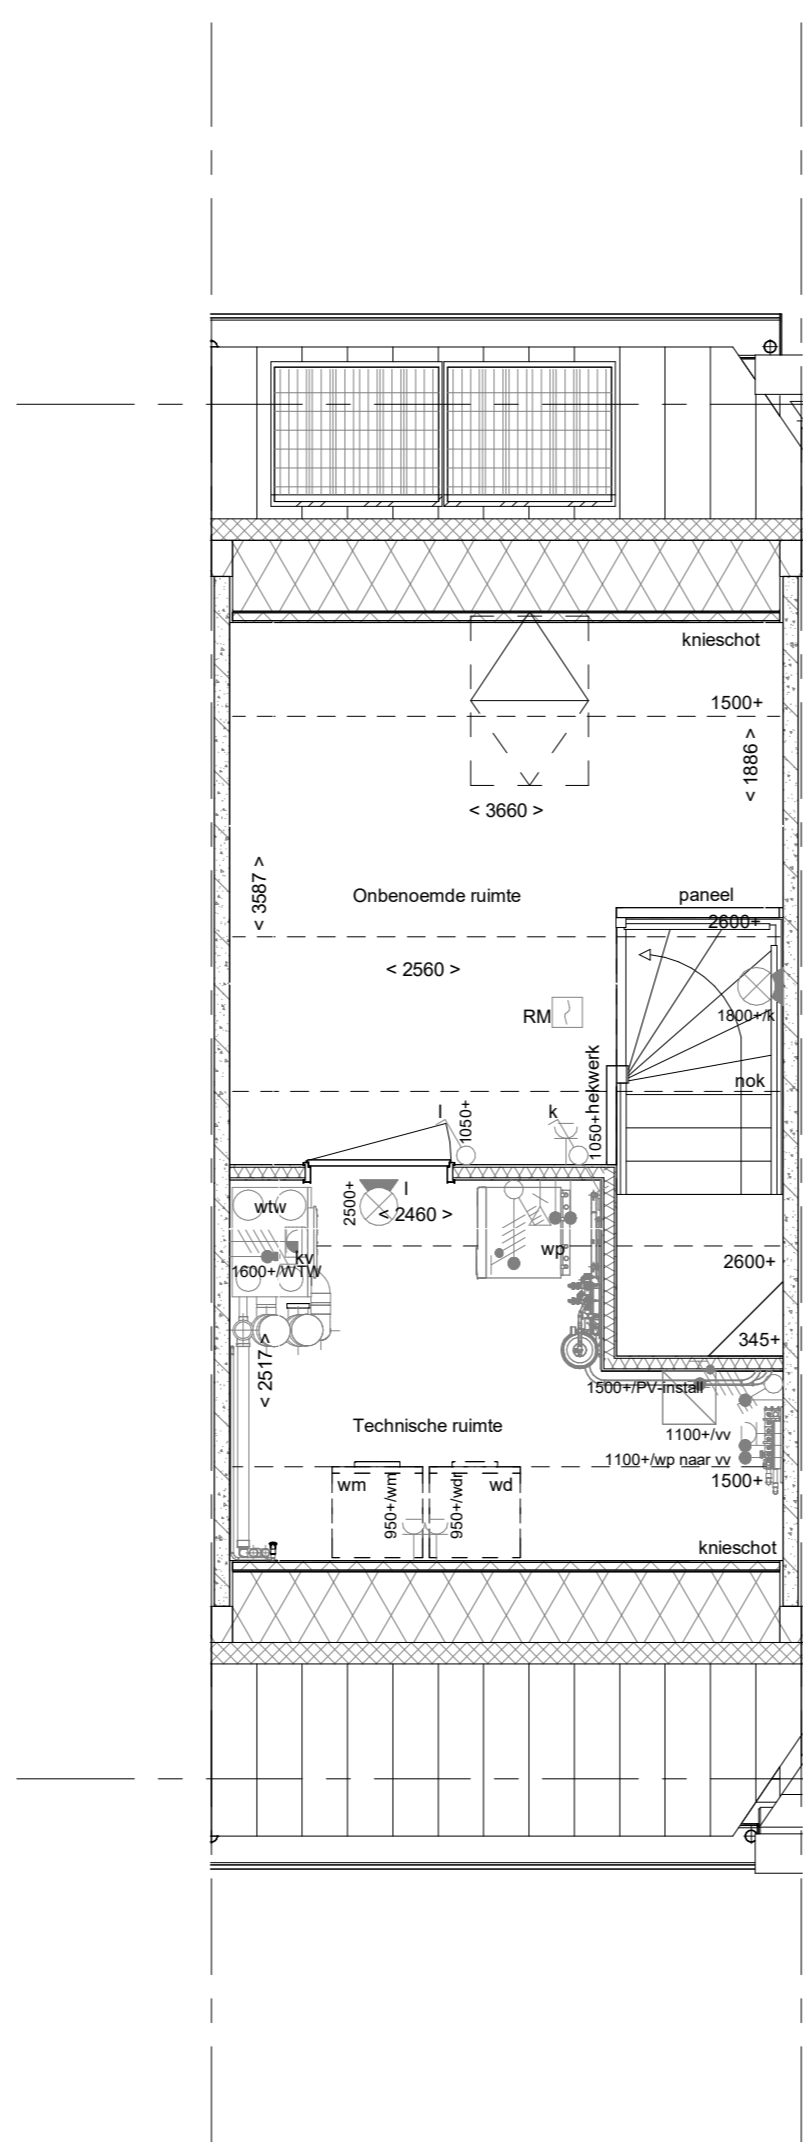 knieschot
1500+
< 1886 >
< 3660 >
< 3587 >
Onbenoemde ruimte
paneel
2600+
< 2560 >
RM
1800+/k
hekwerk
nok
l
1050+
k
1050+
wtw
2500+
l
< 2460 >
wp
kv
1600+/WTW
2600+
345+
< 2517 >
1500+/PV-install
Technische ruimte
1100+/vv
1100+/wp naar vv
1500+
wm
950+/wm
950+/wdr
wd
knieschot